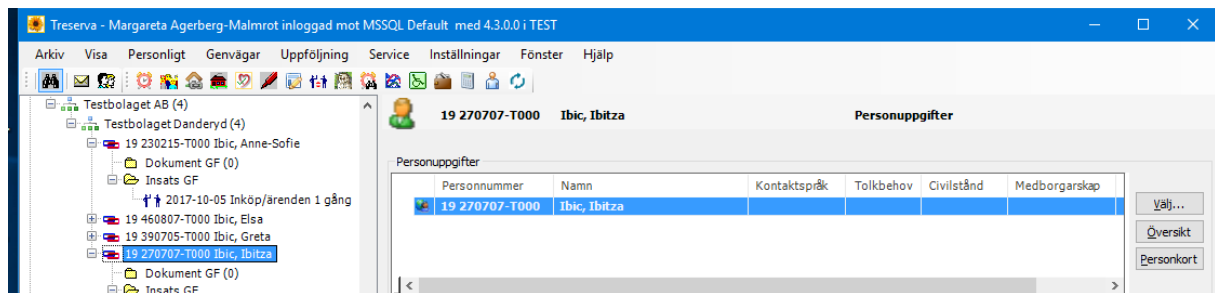 Treserva - Margareta Agerberg-Malmrot inloggad mot MSSQL Default med 4.3.0.0 i TEST
Arkiv Visa Personligt Genvägar Uppföljning Service Inställningar Fönster Hjälp
Testbolaget AB (4)
Testbolaget Danderyd (4)
19 230215-T000 Ibic, Anne-Sofie
Dokument GF (0)
Insats GF
2017-10-05 Inköp/ärenden 1 gång
19 460807-T000 Ibic, Elsa
19 390705-T000 Ibic, Greta
19 270707-T000 Ibic, Ibitza
Dokument GF (0)
Insats GF
19 270707-T000 Ibic, Ibitza Personuppgifter
Personuppgifter
Personnummer Namn Kontaktspråk Tolkbehov Civilstånd Medborgarskap
19 270707-T000 Ibic, Ibitza
Välj...
Översikt
Personkort